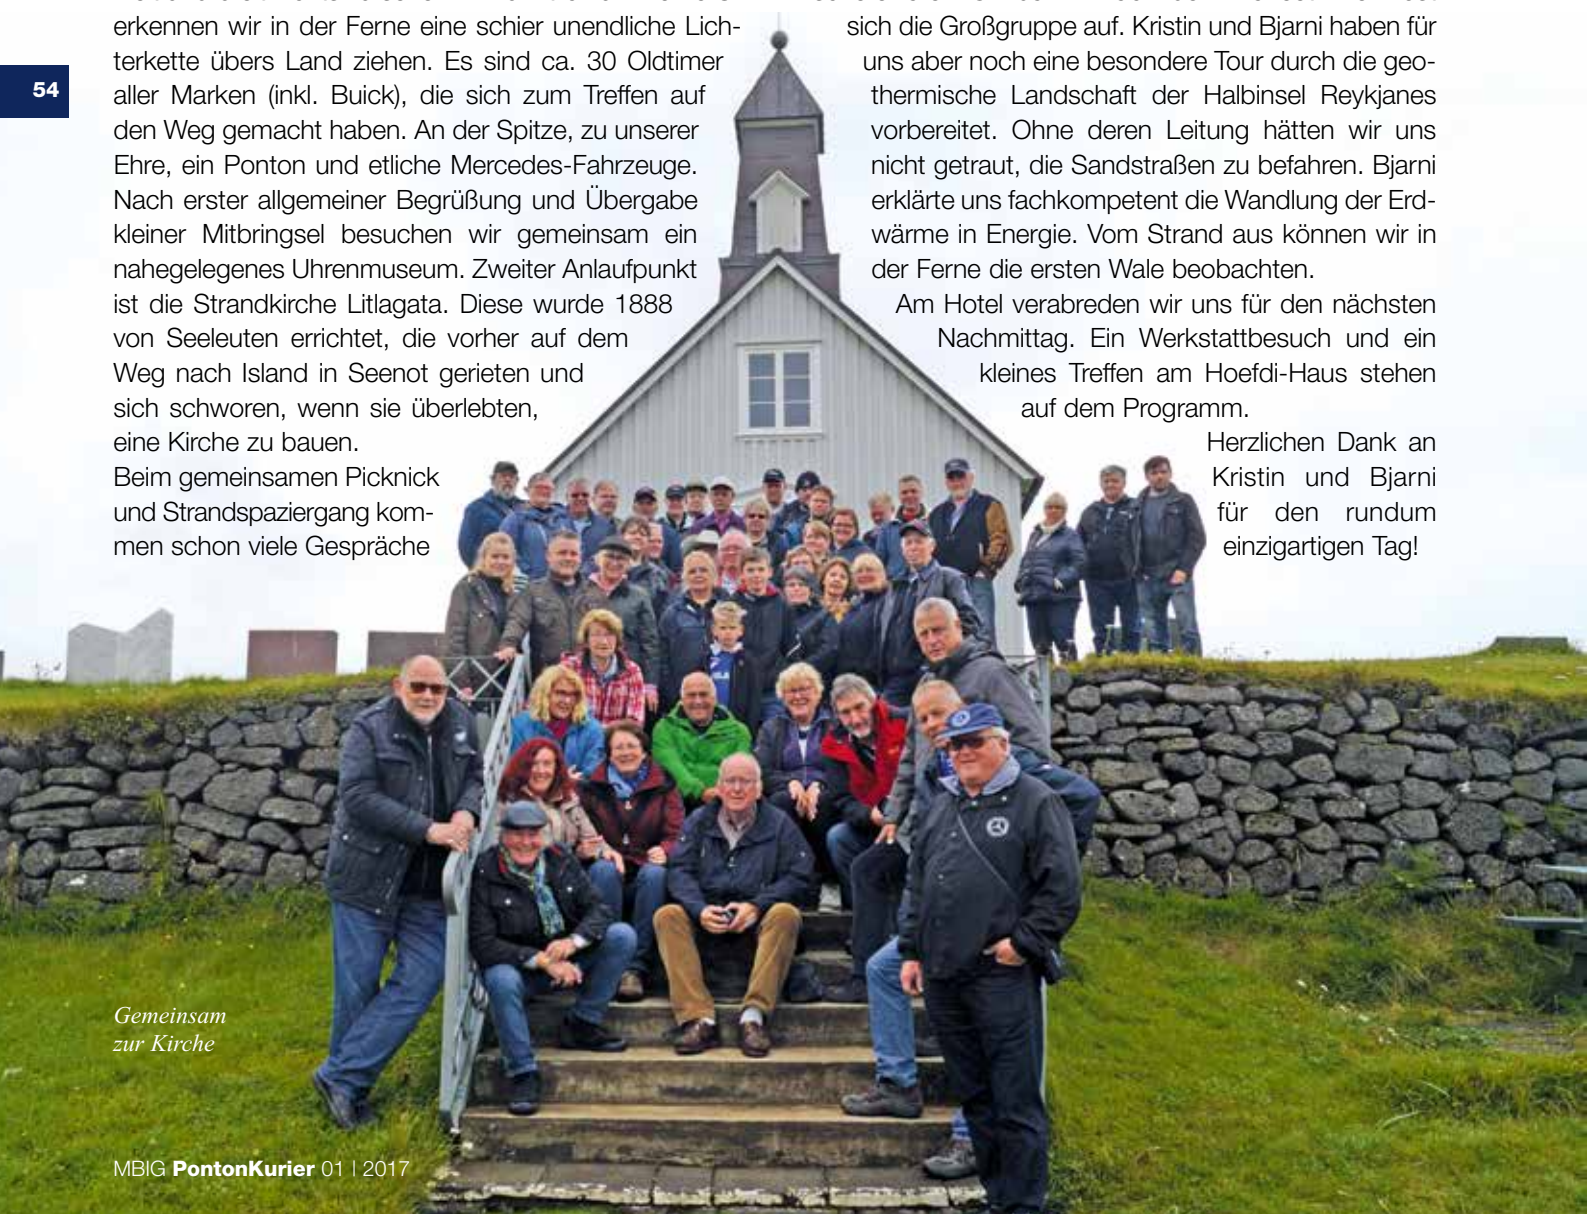 erkennen wir in der Ferne eine schier unendliche Lich-
terkette übers Land ziehen. Es sind ca. 30 Oldtimer
aller Marken (inkl. Buick), die sich zum Treffen auf
den Weg gemacht haben. An der Spitze, zu unserer
Ehre, ein Ponton und etliche Mercedes-Fahrzeuge.
Nach erster allgemeiner Begrüßung und Übergabe
kleiner Mitbringsel besuchen wir gemeinsam ein
nahegelegenes Uhrenmuseum. Zweiter Anlaufpunkt
ist die Strandkirche Litlagata. Diese wurde 1888
von Seeleuten errichtet, die vorher auf dem
Weg nach Island in Seenot gerieten und
sich schworen, wenn sie überlebten,
eine Kirche zu bauen.
Beim gemeinsamen Picknick
und Strandspaziergang kom-
men schon viele Gespräche
sich die Großgruppe auf. Kristin und Bjarni haben für
uns aber noch eine besondere Tour durch die geo-
thermische Landschaft der Halbinsel Reykjanes
vorbereitet. Ohne deren Leitung hätten wir uns
nicht getraut, die Sandstraßen zu befahren. Bjarni
erklärte uns fachkompetent die Wandlung der Erd-
wärme in Energie. Vom Strand aus können wir in
der Ferne die ersten Wale beobachten.
Am Hotel verabreden wir uns für den nächsten
Nachmittag. Ein Werkstattbesuch und ein
kleines Treffen am Hoefdi-Haus stehen
auf dem Programm.
Herzlichen Dank an
Kristin und Bjarni
für den rundum
einzigartigen Tag!
54
Gemeinsam
zur Kirche
MBIG PontonKurier 01 | 2017